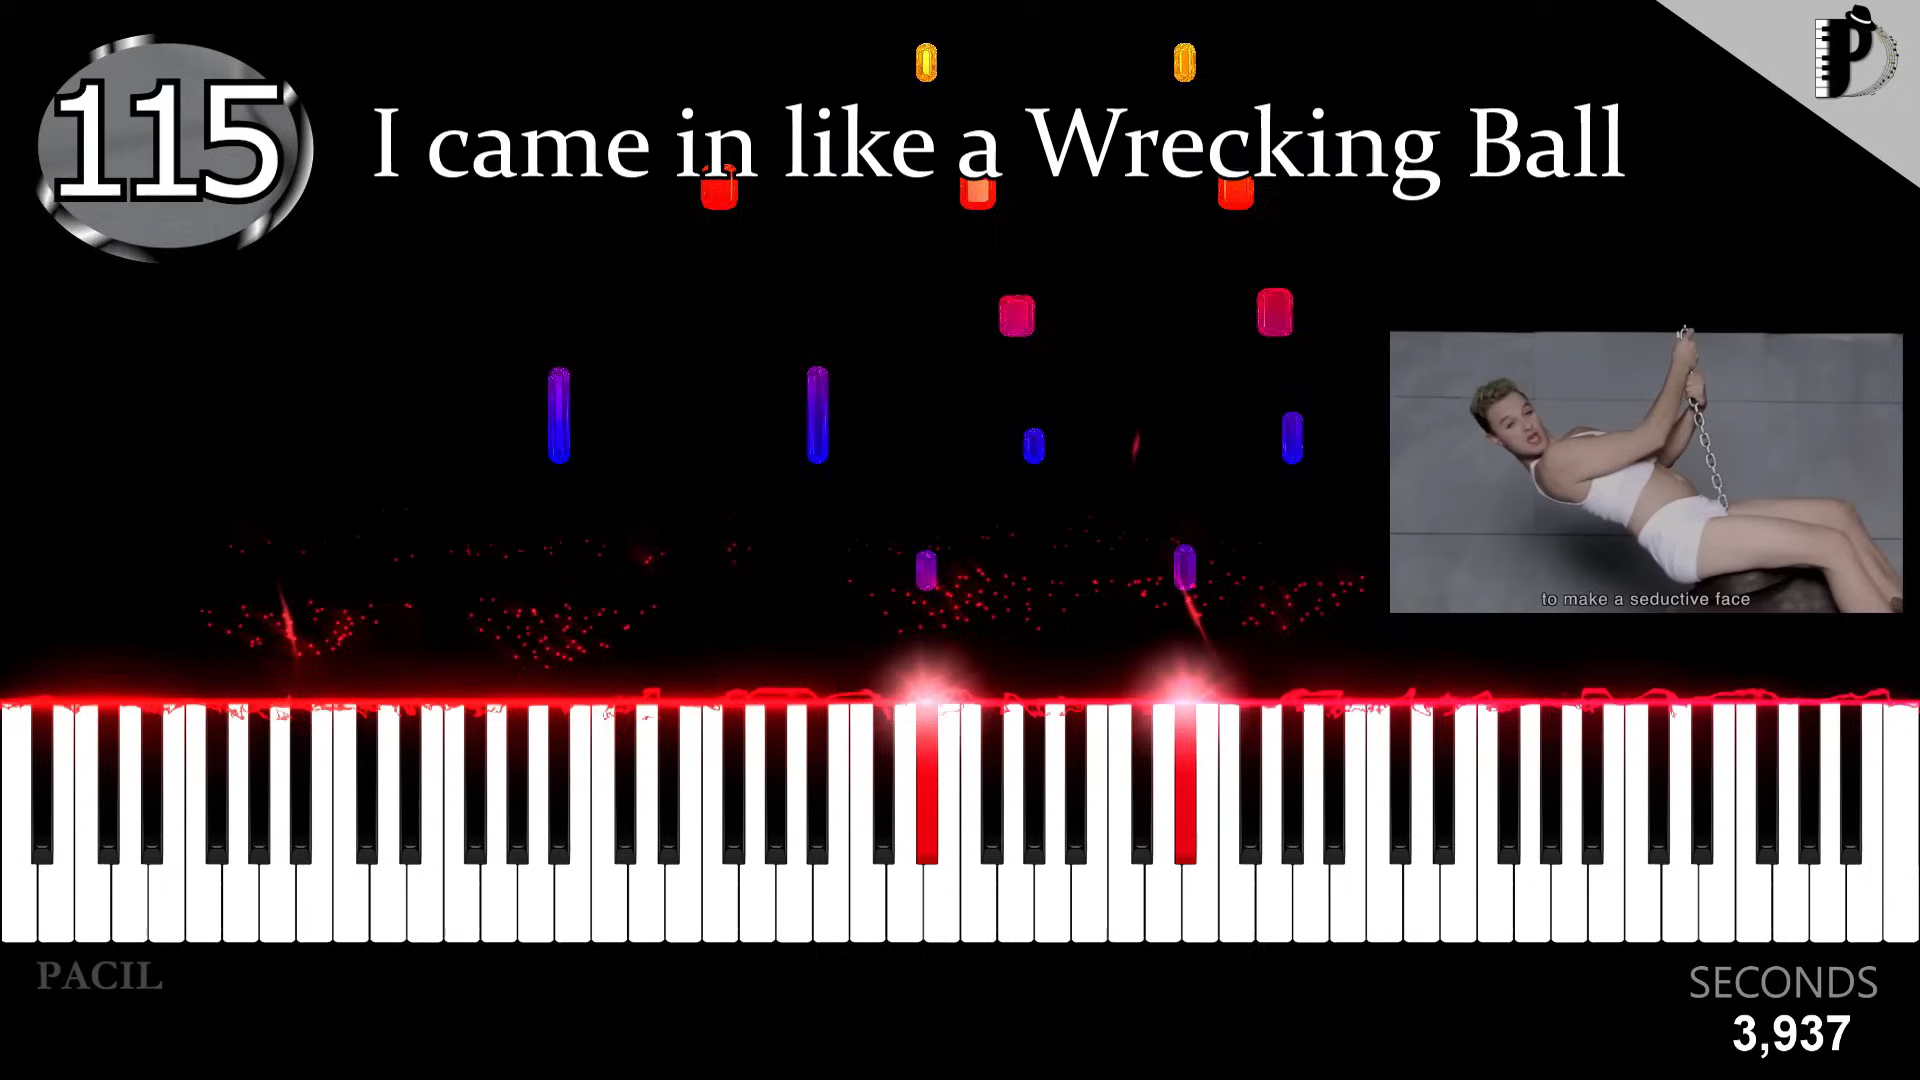 115
I came in like a Wrecking Ball
to make a seductive face
PACIL
SECONDS
3,937